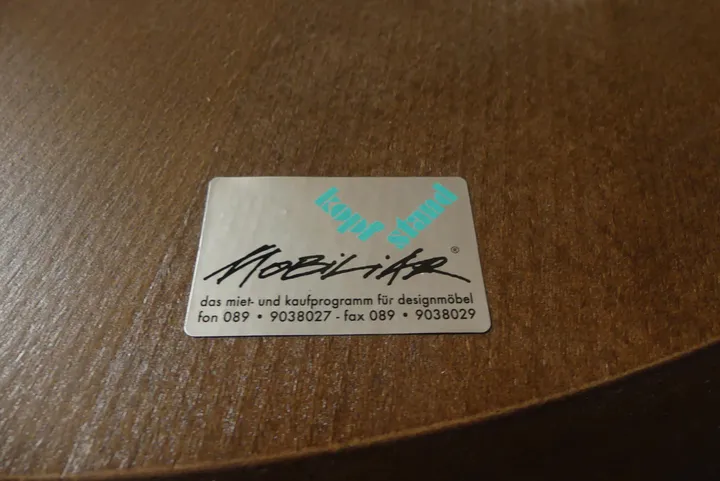 kopf stand
MOBiLiAR ®
das miet- und kaufprogramm für designmöbel
fon 089 • 9038027 - fax 089 • 9038029